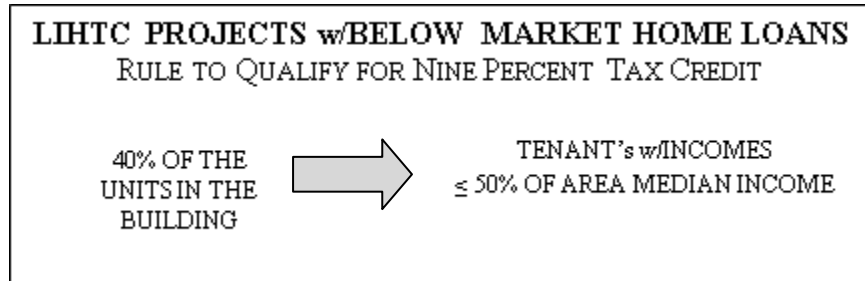 LIHTC PROJECTS w/BELOW MARKET HOME LOANS
RULE TO QUALIFY FOR NINE PERCENT TAX CREDIT
40% OF THE
UNITS IN THE
BUILDING
TENANT's w/INCOMES
≤ 50% OF AREA MEDIAN INCOME